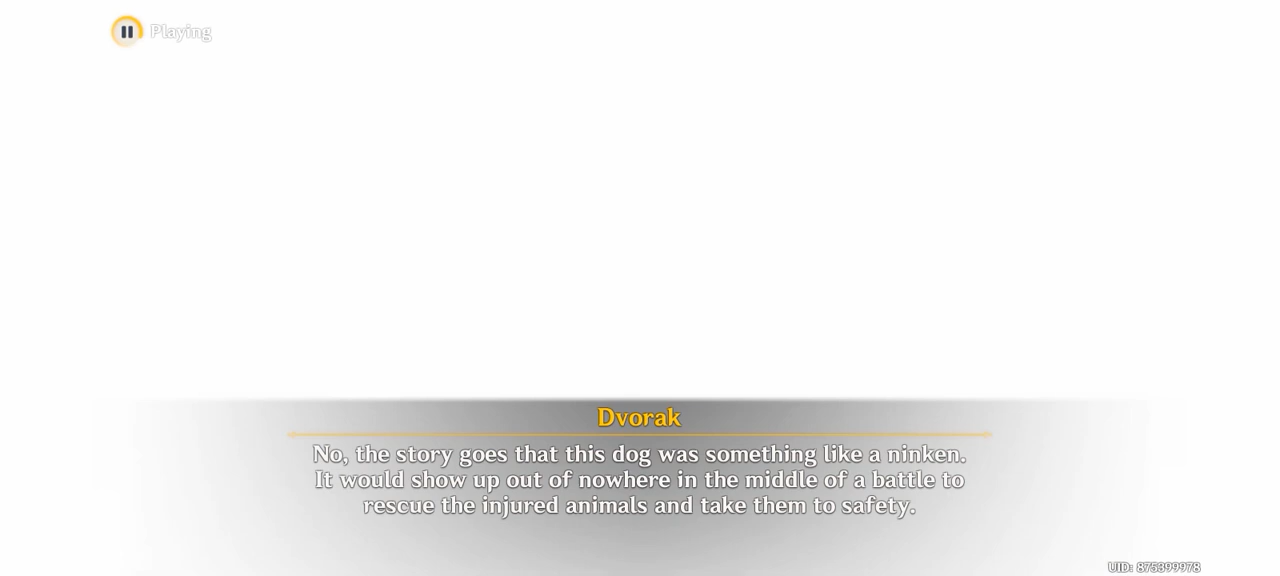 Playing
Dvorak
No, the story goes that this dog was something like a ninken.
It would show up out of nowhere in the middle of a battle to
rescue the injured animals and take them to safety.
UID: 875399978